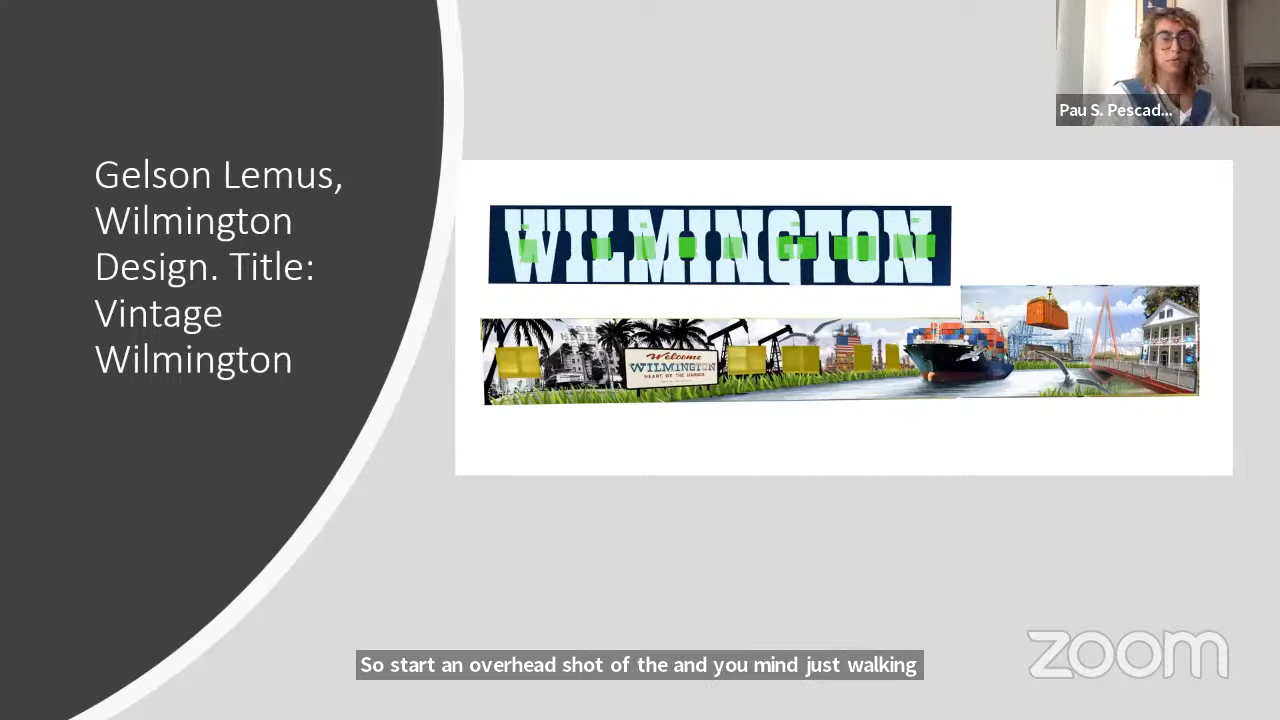 Pau S. Pescad...
Gelson Lemus,
Wilmington
Design. Title:
Vintage
Wilmington
WILMINGTON
Welcome
WILMINGTON
HEART OF THE HARBOR
So start an overhead shot of the and you mind just walking
zoom